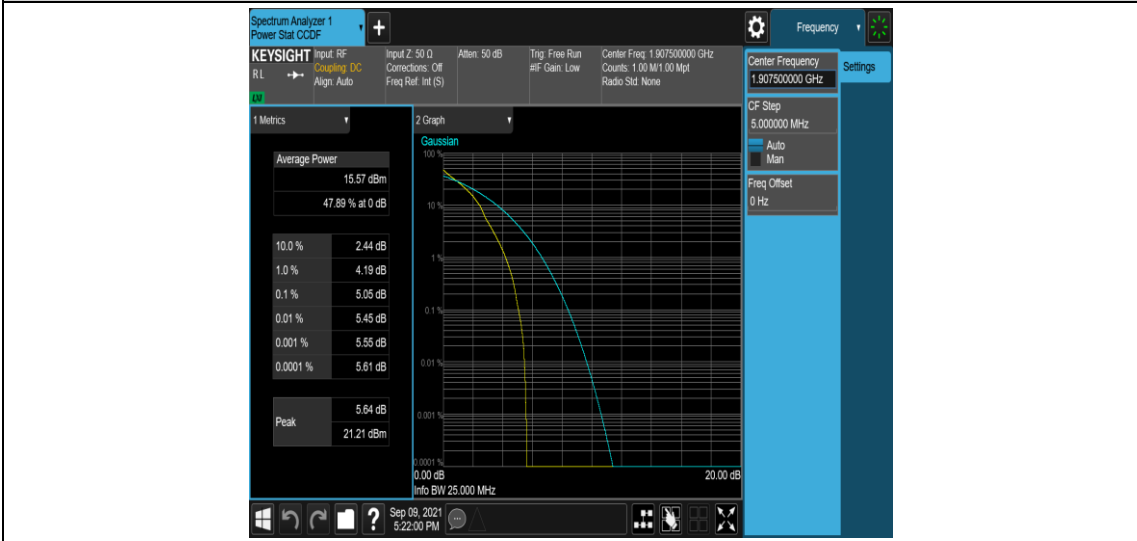 Spectrum Analyzer 1
Power Stat CCDF
+
Frequency
KEYSIGHT
R L
LM
Input: RF
Coupling: DC
Align: Auto
Input Z: 50 Ω
Corrections: Off
Freq Ref: Int (S)
Atten: 50 dB
Trig: Free Run
#IF Gain: Low
Center Freq: 1.907500000 GHz
Counts: 1.00 M/1.00 Mpt
Radio Std: None
Center Frequency
1.907500000 GHz
Settings
CF Step
5.000000 MHz
Auto
Man
Freq Offset
0 Hz
1 Metrics
Average Power
15.57 dBm
47.89 % at 0 dB
10.0 % 2.44 dB
1.0 % 4.19 dB
0.1 % 5.05 dB
0.01 % 5.45 dB
0.001 % 5.55 dB
0.0001 % 5.61 dB
Peak 5.64 dB
21.21 dBm
2 Graph
Gaussian
100 %
10 %
1 %
0.1 %
0.01 %
0.001 %
0.0001 %
0.00 dB 20.00 dB
Info BW 25.000 MHz
?
Sep 09, 2021
5:22:00 PM